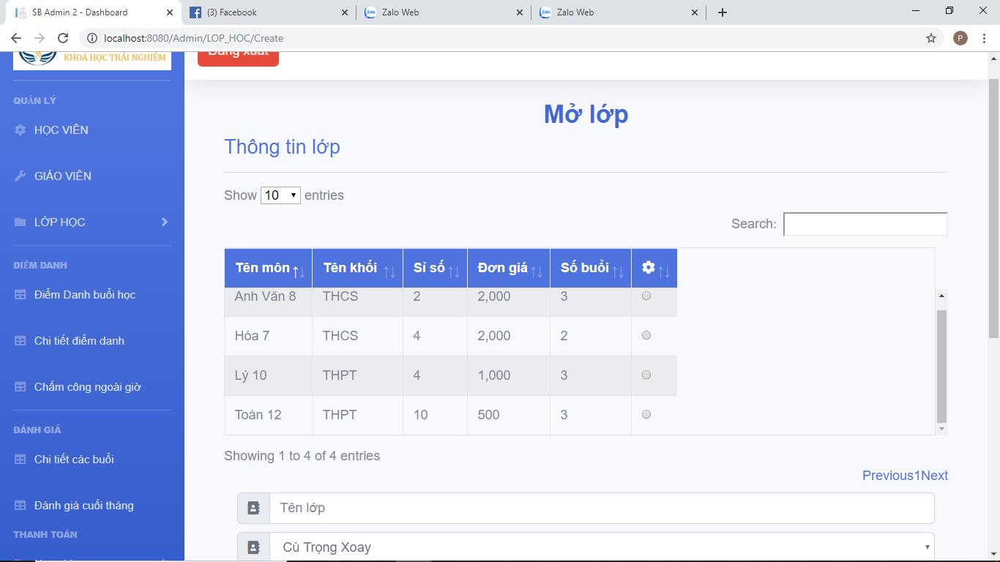 SB Admin 2 - Dashboard
(3) Facebook
Zalo Web
Zalo Web
localhost:8080/Admin/LOP_HOC/Create
P
KHOA HỌC TRẢI NGHIỆM
Đăng xuất
QUẢN LÝ
HỌC VIÊN
GIÁO VIÊN
LỚP HỌC
ĐIỂM DANH
Điểm Danh buổi học
Chi tiết điểm danh
Chấm công ngoài giờ
ĐÁNH GIÁ
Chi tiết các buổi
Đánh giá cuối tháng
THANH TOÁN
Mở lớp
Thông tin lớp
Show 10 entries
Search:
Tên môn Tên khối Sỉ số Đơn giá Số buổi
Anh Văn 8 THCS 2 2,000 3
Hóa 7 THCS 4 2,000 2
Lý 10 THPT 4 1,000 3
Toán 12 THPT 10 500 3
Showing 1 to 4 of 4 entries
Previous1Next
Tên lớp
Cù Trọng Xoay